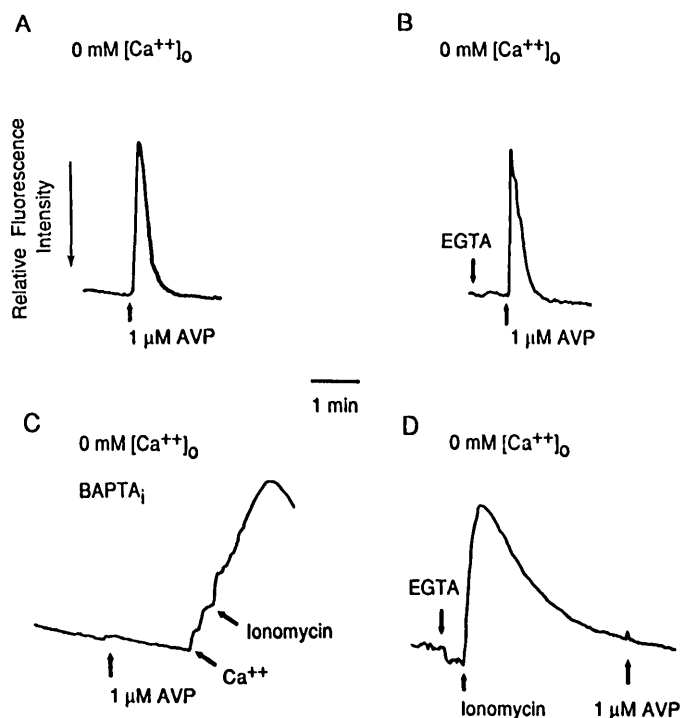 A
0 mM [Ca++]o
Relative Fluorescence
Intensity
1 μM AVP
B
0 mM [Ca++]o
EGTA
1 μM AVP
1 min
C
0 mM [Ca++]o
BAPTAi
Ionomycin
Ca++
1 μM AVP
D
0 mM [Ca++]o
EGTA
Ionomycin
1 μM AVP